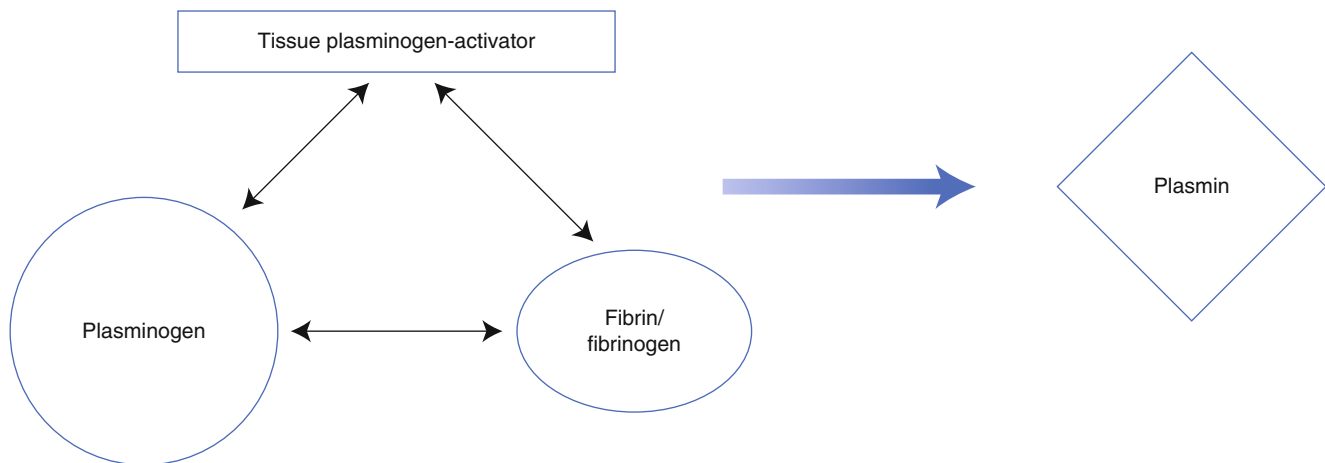 Tissue plasminogen-activator
Plasmin
Plasminogen
Fibrin/
fibrinogen